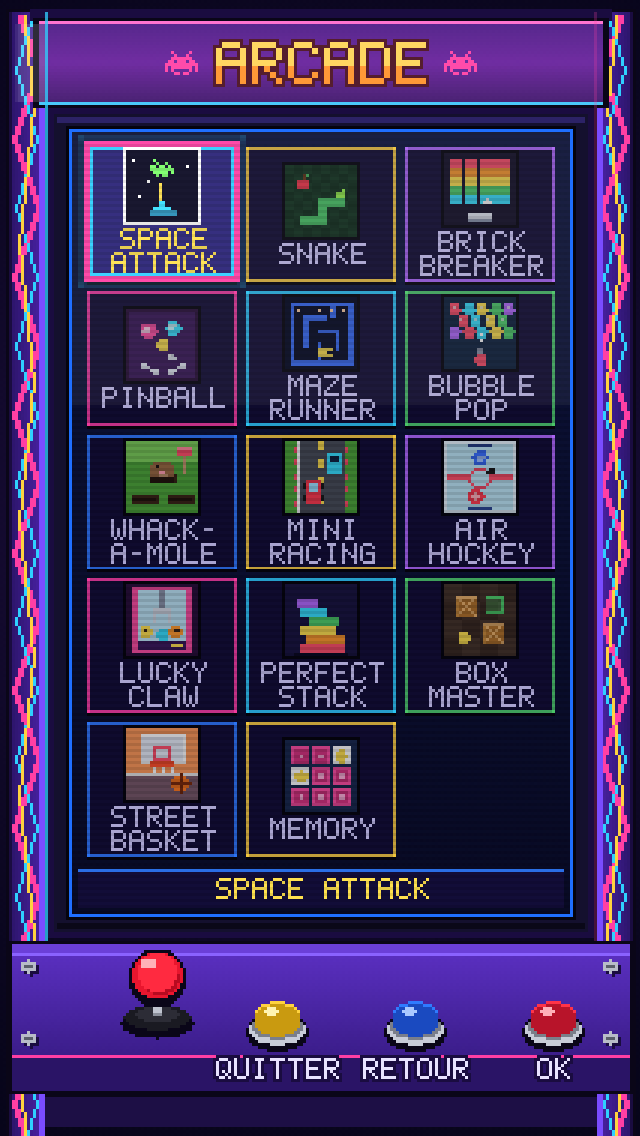 ARCADE
SPACE
ATTACK
SNAKE
BRICK
BREAKER
PINBALL
MAZE
RUNNER
BUBBLE
POP
WHACK-
A-MOLE
MINI
RACING
AIR
HOCKEY
LUCKY
CLAW
PERFECT
STACK
BOX
MASTER
STREET
BASKET
MEMORY
SPACE ATTACK
QUITTER RETOUR OK